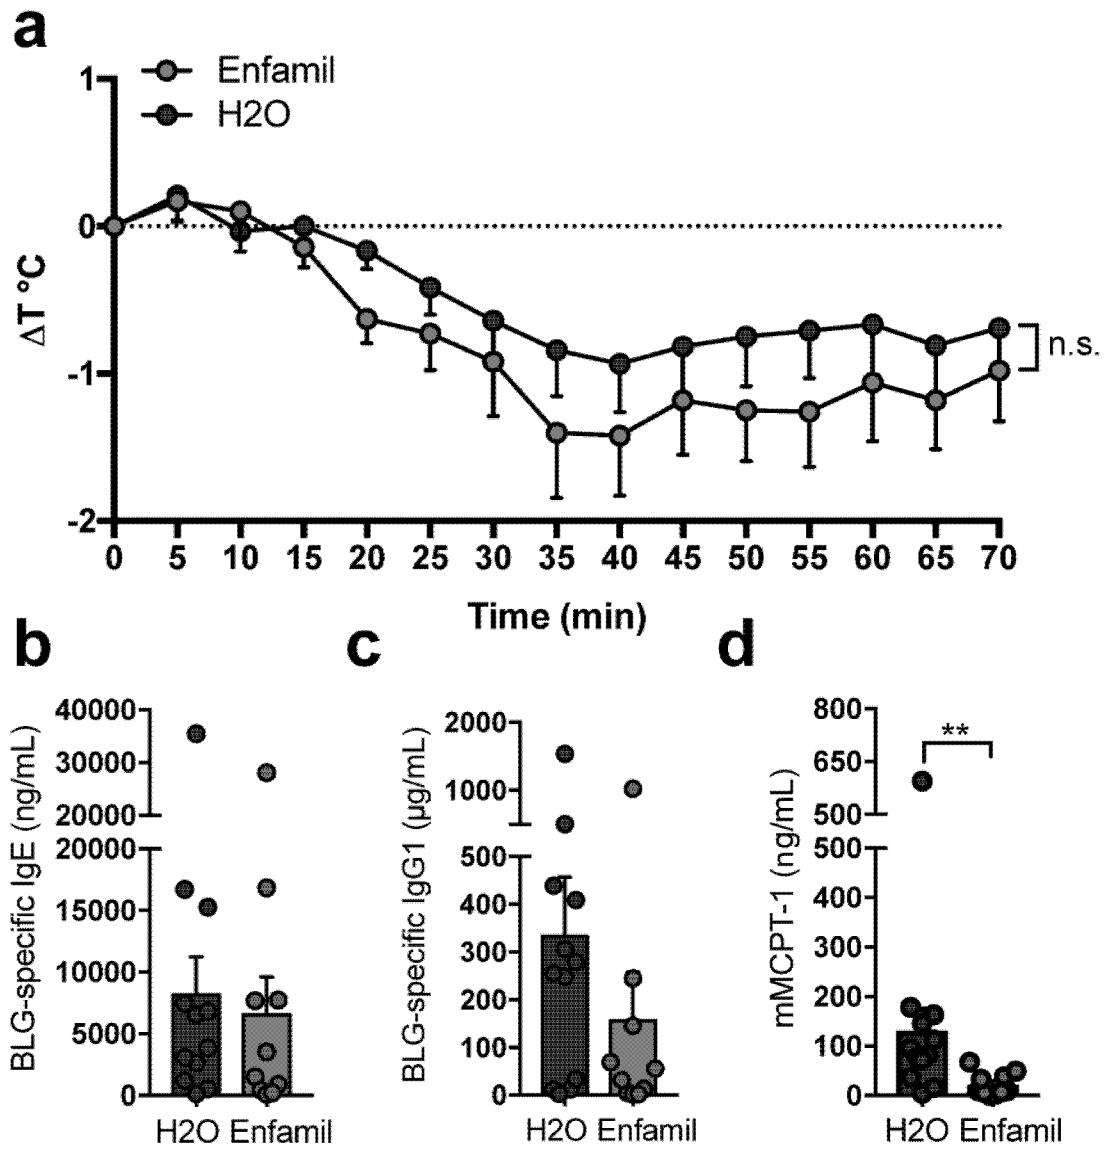 a
Enfamil
H2O
1
0
-1
-2
ΔT °C
n.s.
0 5 10 15 20 25 30 35 40 45 50 55 60 65 70
Time (min)
b
BLG-specific IgE (ng/mL)
40000
30000
20000
20000
15000
10000
5000
0
H2O Enfamil
c
BLG-specific IgG1 (µg/mL)
2000
1000
500
400
300
200
100
0
H2O Enfamil
d
mMCPT-1 (ng/mL)
800
650
500
500
400
300
200
100
0
**
H2O Enfamil